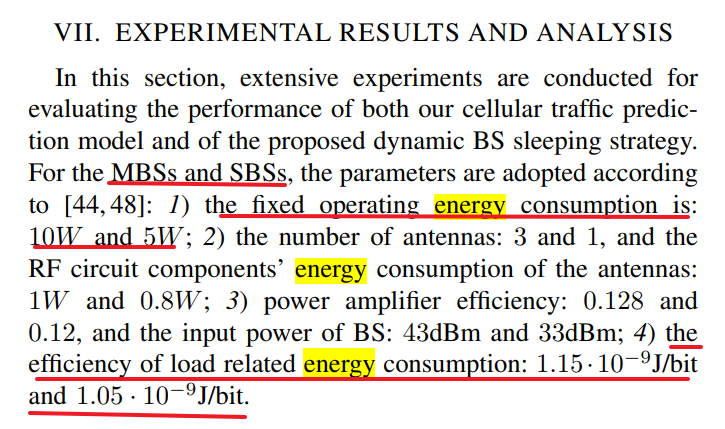 VII. EXPERIMENTAL RESULTS AND ANALYSIS
In this section, extensive experiments are conducted for
evaluating the performance of both our cellular traffic predic-
tion model and of the proposed dynamic BS sleeping strategy.
For the MBSs and SBSs, the parameters are adopted according
to [44, 48]: 1) the fixed operating energy consumption is:
10W and 5W; 2) the number of antennas: 3 and 1, and the
RF circuit components' energy consumption of the antennas:
1W and 0.8W; 3) power amplifier efficiency: 0.128 and
0.12, and the input power of BS: 43dBm and 33dBm; 4) the
efficiency of load related energy consumption: 1.15 · 10⁻⁹J/bit
and 1.05 · 10⁻⁹J/bit.